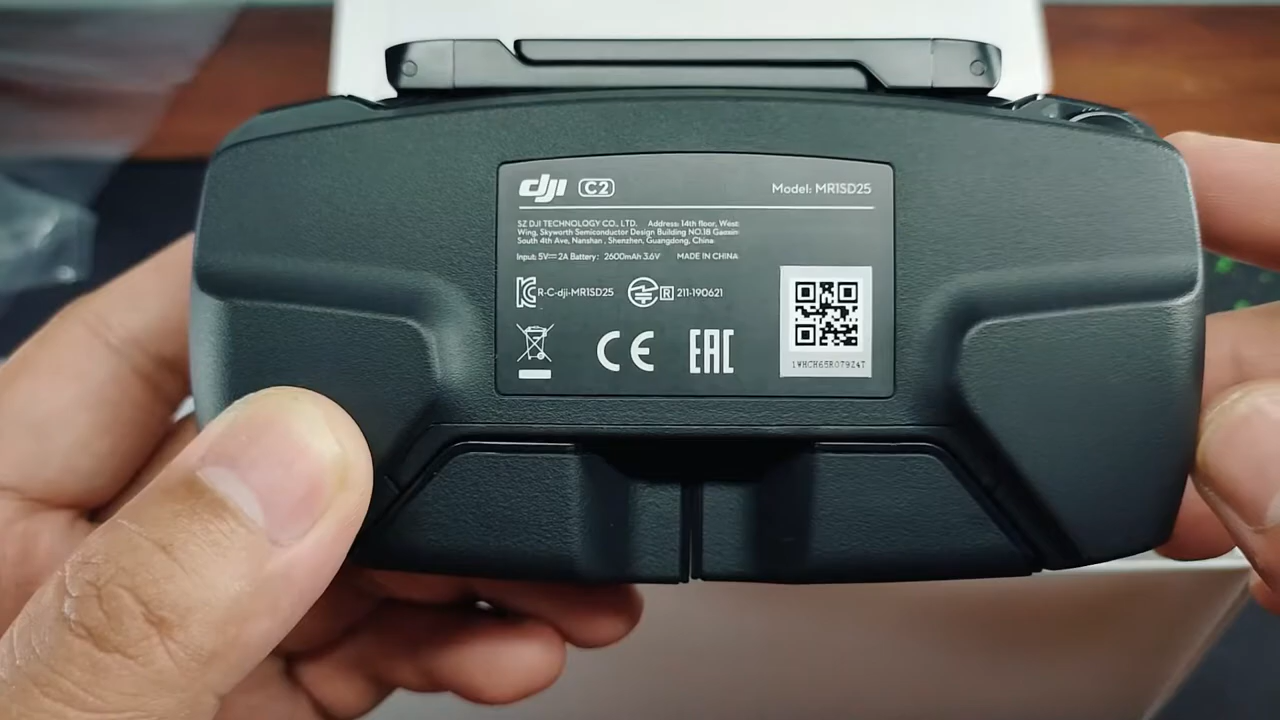 dji C2
Model: MR1SD25
SZ DJI TECHNOLOGY CO., LTD. Address: 14th floor, West
Wing, Skyworth Semiconductor Design Building NO.18 Gaoxin
South 4th Ave, Nanshan , Shenzhen, Guangdong, China
Input: 5V⎓2A Battery: 2600mAh 3.6V MADE IN CHINA
R-C-dji-MR1SD25
R 211-190621
CE EAC
1WHCH65R079Z4T